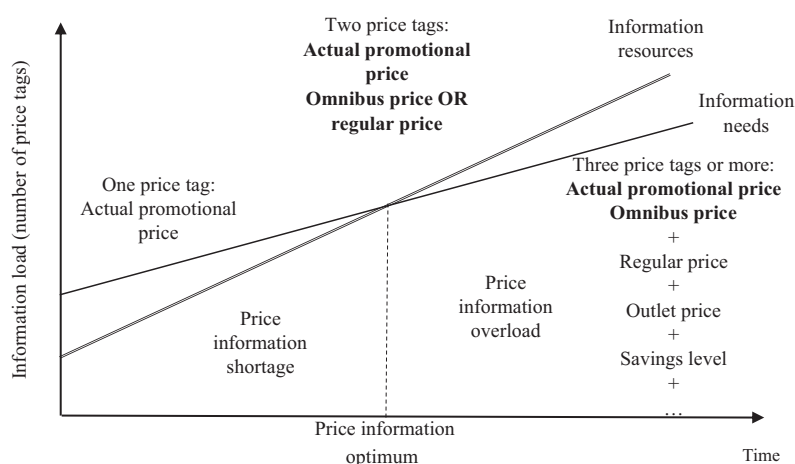 Two price tags:
Actual promotional
price
Omnibus price OR
regular price
Information
resources
Information
needs
One price tag:
Actual promotional
price
Three price tags or more:
Actual promotional price
Omnibus price
+
Regular price
+
Outlet price
+
Savings level
+
…
Price
information
shortage
Price
information
overload
Information load (number of price tags)
Price information
optimum
Time